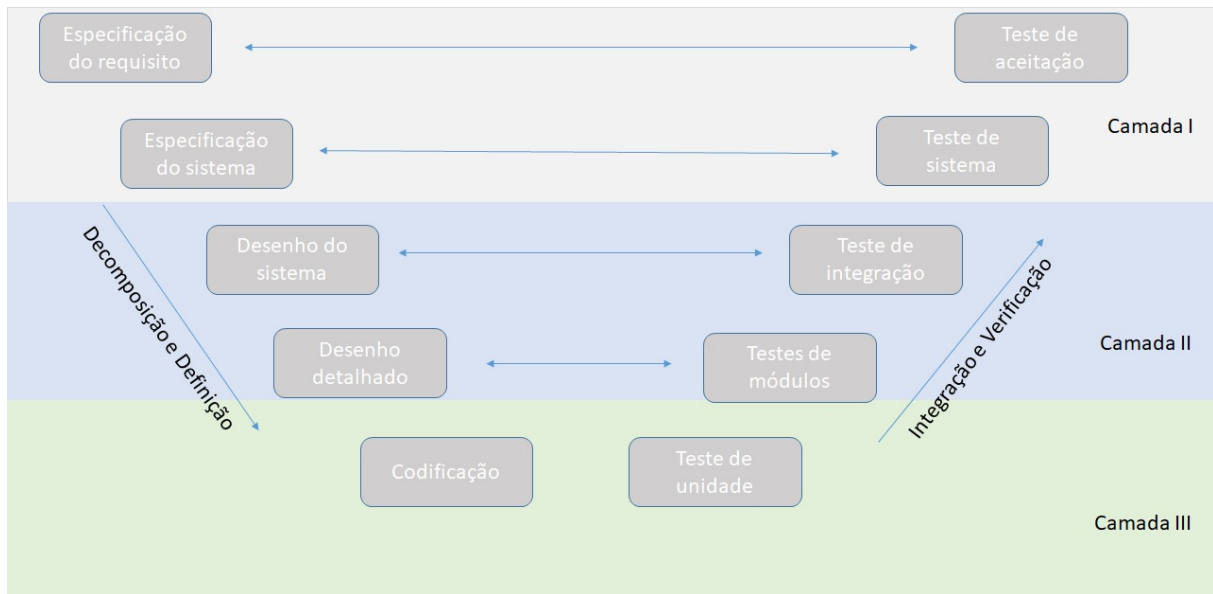 Especificação
do requisito
Teste de
aceitação
Camada I
Especificação
do sistema
Teste de
sistema
Decomposição e Definição
Desenho do
sistema
Teste de
integração
Integração e Verificação
Camada II
Desenho
detalhado
Testes de
módulos
Codificação
Teste de
unidade
Camada III